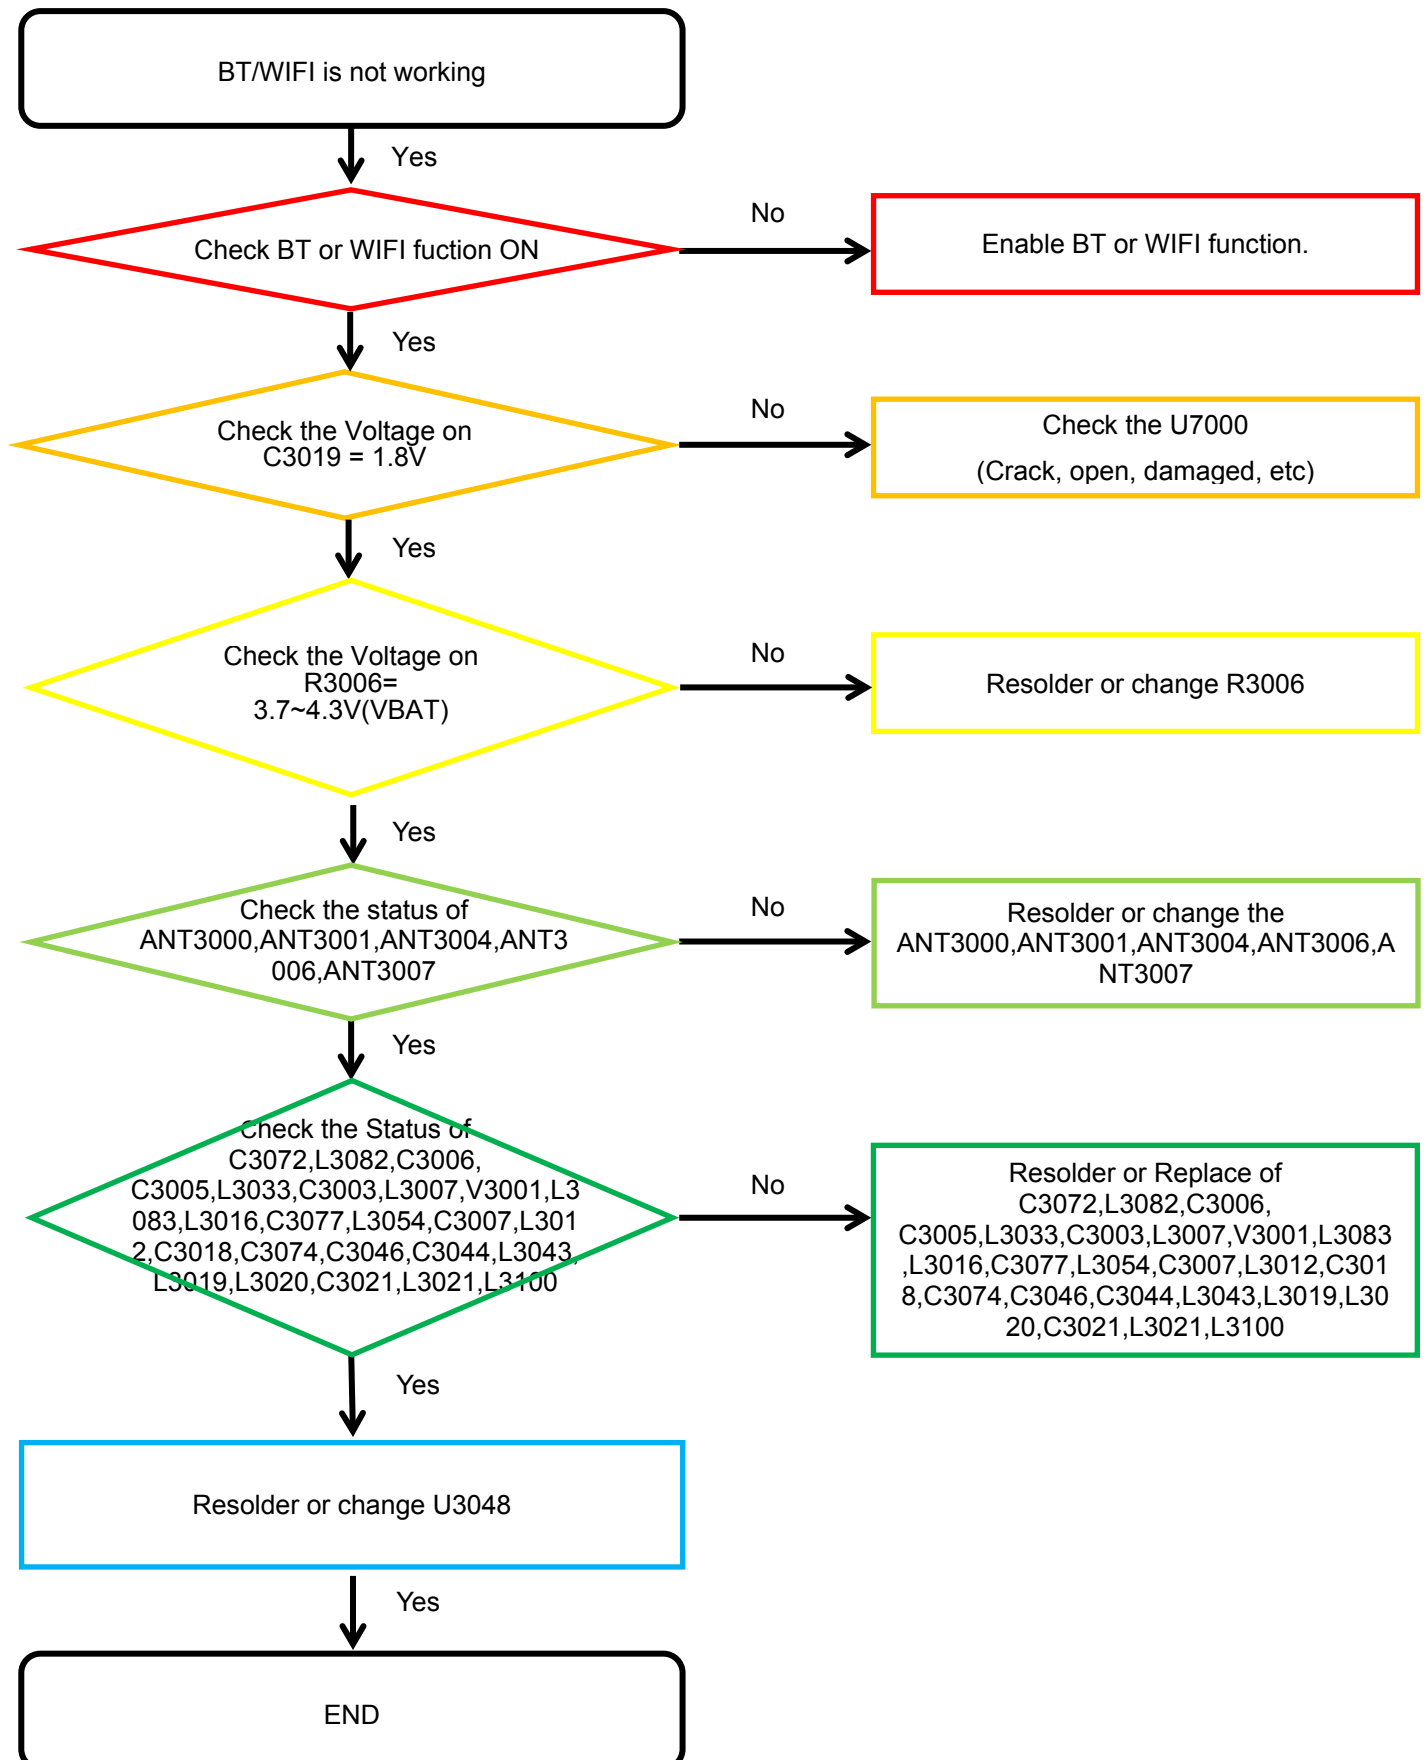 BT/WIFI is not working
Yes
Check BT or WIFI fuction ON
No
Enable BT or WIFI function.
Yes
Check the Voltage on
C3019 = 1.8V
No
Check the U7000
(Crack, open, damaged, etc)
Yes
Check the Voltage on
R3006=
3.7~4.3V(VBAT)
No
Resolder or change R3006
Yes
Check the status of
ANT3000,ANT3001,ANT3004,ANT3
006,ANT3007
No
Resolder or change the
ANT3000,ANT3001,ANT3004,ANT3006,A
NT3007
Yes
Check the Status of
C3072,L3082,C3006,
C3005,L3033,C3003,L3007,V3001,L3
083,L3016,C3077,L3054,C3007,L301
2,C3018,C3074,C3046,C3044,L3043,
L3019,L3020,C3021,L3021,L3100
No
Resolder or Replace of
C3072,L3082,C3006,
C3005,L3033,C3003,L3007,V3001,L3083
,L3016,C3077,L3054,C3007,L3012,C301
8,C3074,C3046,C3044,L3043,L3019,L30
20,C3021,L3021,L3100
Yes
Resolder or change U3048
Yes
END